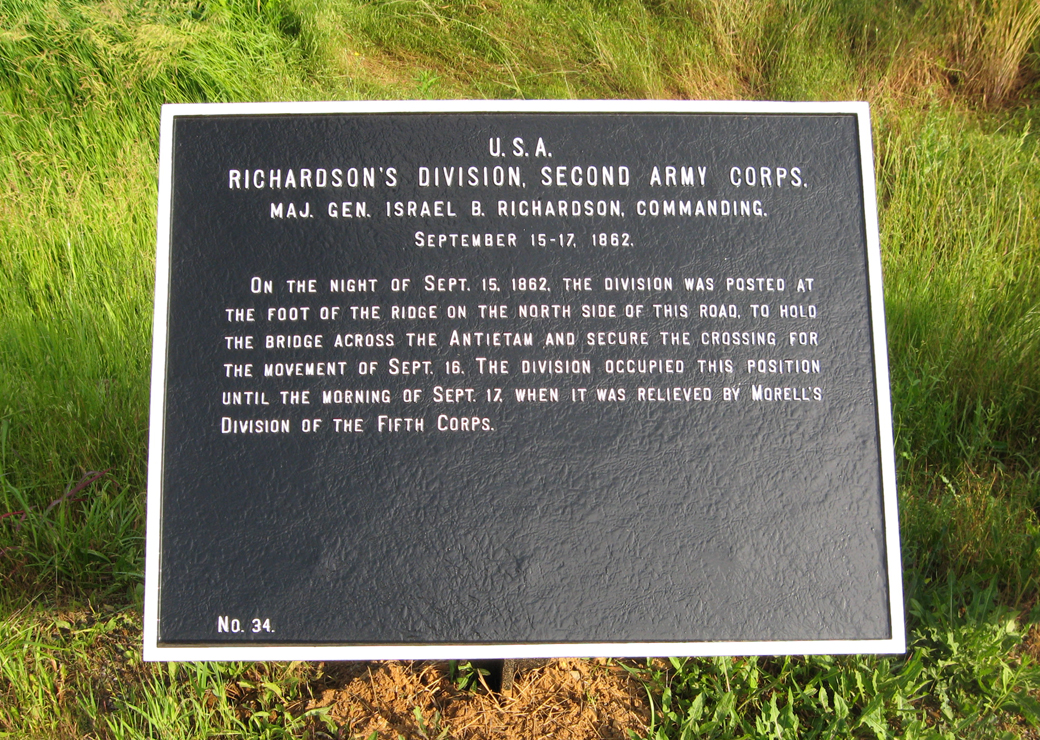 U.S.A.
RICHARDSON'S DIVISION, SECOND ARMY CORPS.
MAJ. GEN. ISRAEL B. RICHARDSON, COMMANDING.
SEPTEMBER 15-17, 1862.
ON THE NIGHT OF SEPT. 15, 1862, THE DIVISION WAS POSTED AT
THE FOOT OF THE RIDGE ON THE NORTH SIDE OF THIS ROAD, TO HOLD
THE BRIDGE ACROSS THE ANTIETAM AND SECURE THE CROSSING FOR
THE MOVEMENT OF SEPT. 16. THE DIVISION OCCUPIED THIS POSITION
UNTIL THE MORNING OF SEPT. 17, WHEN IT WAS RELIEVED BY MORELL'S
DIVISION OF THE FIFTH CORPS.
NO. 34.